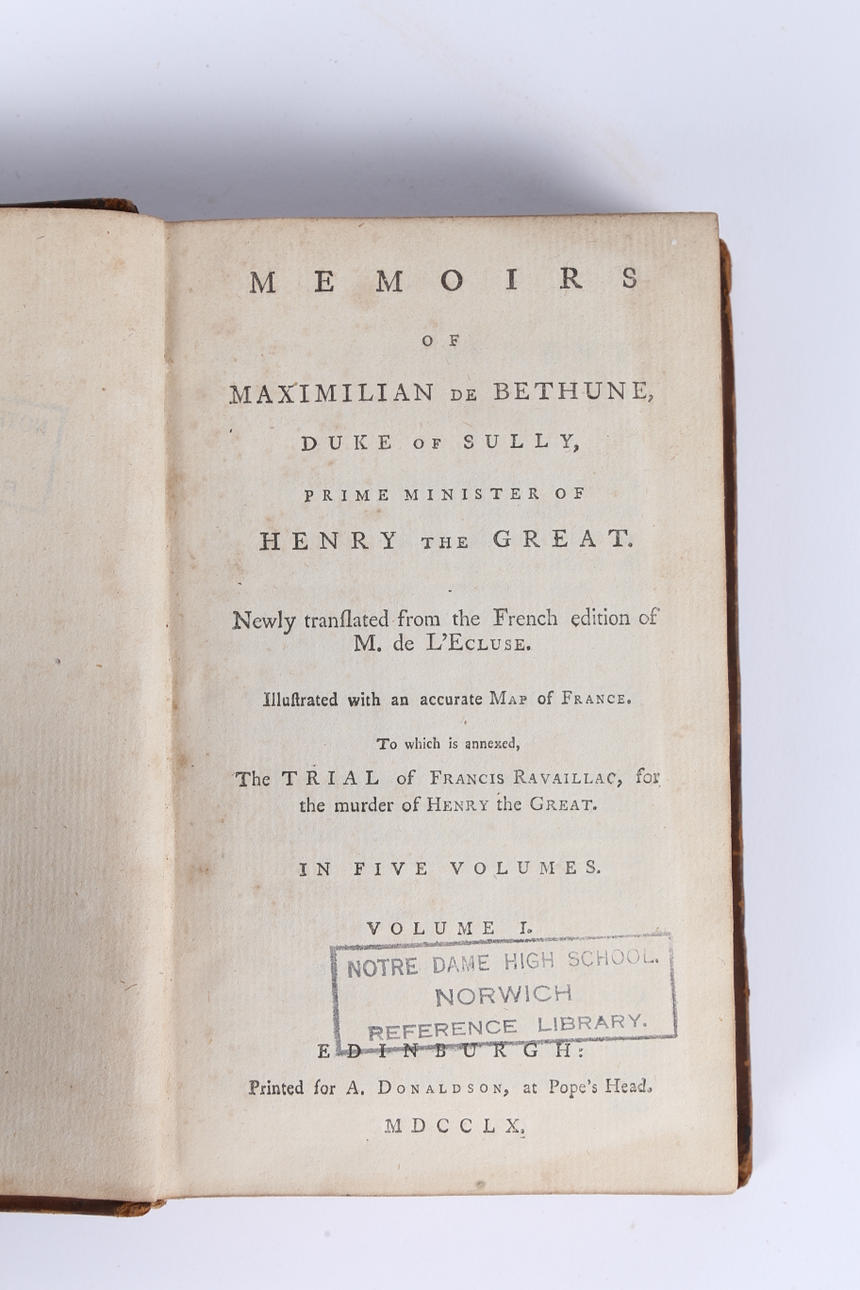 MEMOIRS
OF
MAXIMILIAN DE BETHUNE,
DUKE OF SULLY,
PRIME MINISTER OF
HENRY THE GREAT.
Newly tranſlated from the French edition of
M. de L'ECLUSE.
Illuſtrated with an accurate MAP of FRANCE.
To which is annexed,
The TRIAL of FRANCIS RAVAILLAC, for
the murder of HENRY the GREAT.
IN FIVE VOLUMES.
VOLUME I.
NOTRE DAME HIGH SCHOOL.
NORWICH
REFERENCE LIBRARY.
EDINBURGH:
Printed for A. DONALDSON, at Pope's Head.
MDCCLX.